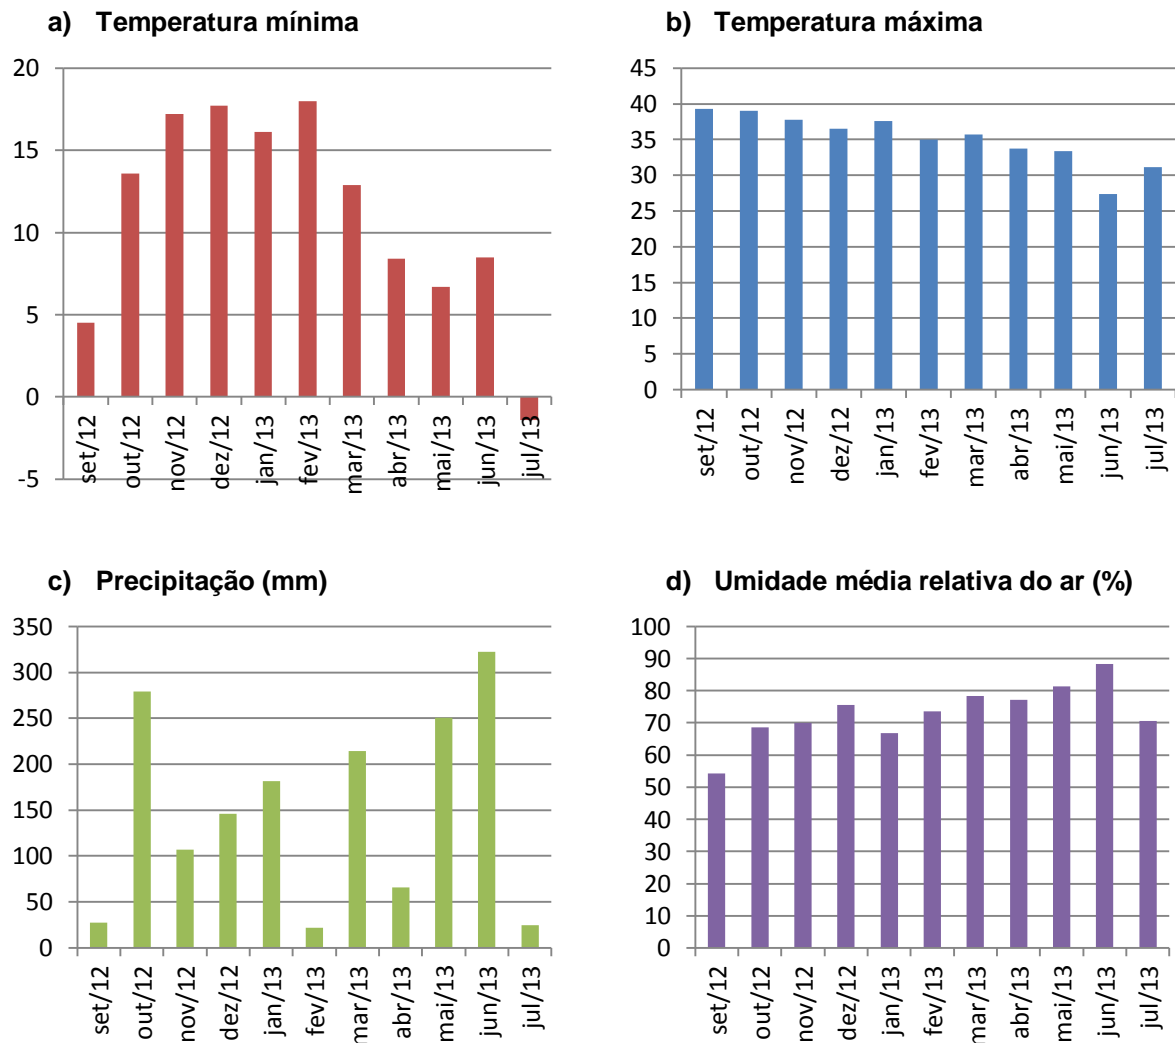 a) Temperatura mínima
20
15
10
5
0
-5
set/12
out/12
nov/12
dez/12
jan/13
fev/13
mar/13
abr/13
mai/13
jun/13
jul/13
b) Temperatura máxima
45
40
35
30
25
20
15
10
5
0
set/12
out/12
nov/12
dez/12
jan/13
fev/13
mar/13
abr/13
mai/13
jun/13
jul/13
c) Precipitação (mm)
350
300
250
200
150
100
50
0
set/12
out/12
nov/12
dez/12
jan/13
fev/13
mar/13
abr/13
mai/13
jun/13
jul/13
d) Umidade média relativa do ar (%)
100
90
80
70
60
50
40
30
20
10
0
set/12
out/12
nov/12
dez/12
jan/13
fev/13
mar/13
abr/13
mai/13
jun/13
jul/13